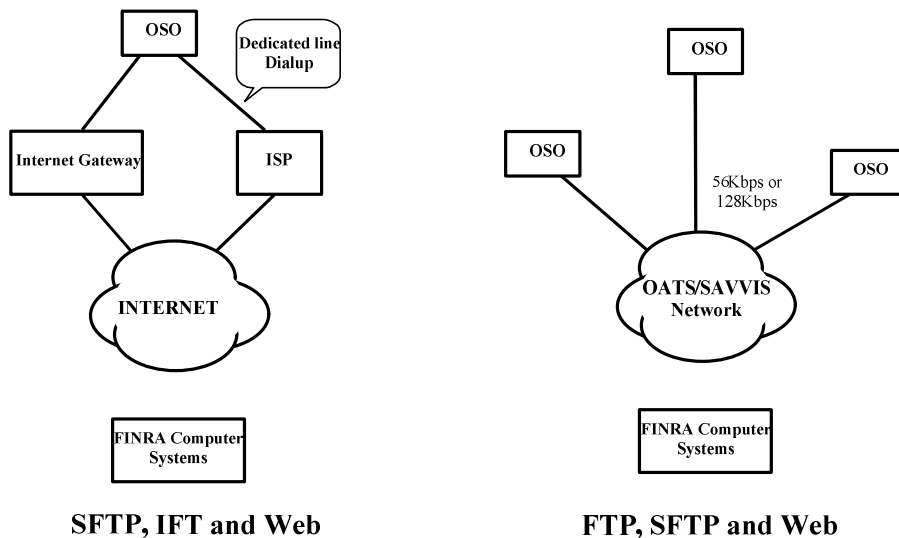 OSO
Dedicated line
Dialup
Internet Gateway
ISP
INTERNET
FINRA Computer
Systems
SFTP, IFT and Web
OSO
OSO
OSO
56Kbps or
128Kbps
OATS/SAVVIS
Network
FINRA Computer
Systems
FTP, SFTP and Web